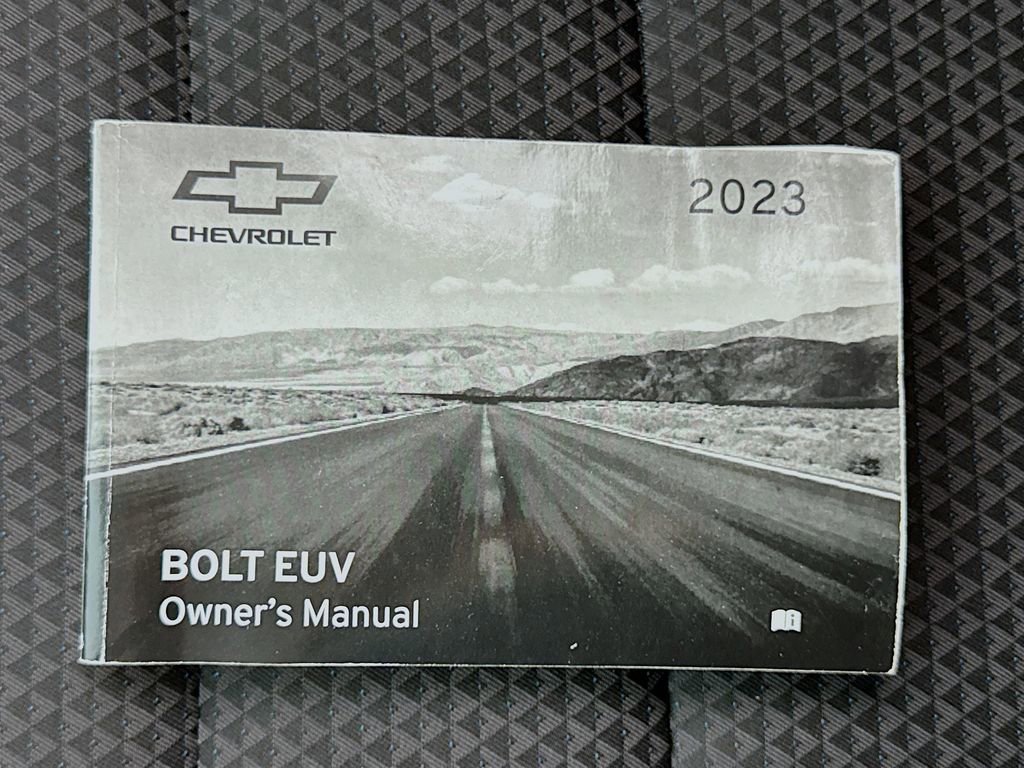 CHEVROLET
2023
BOLT EUV
Owner's Manual